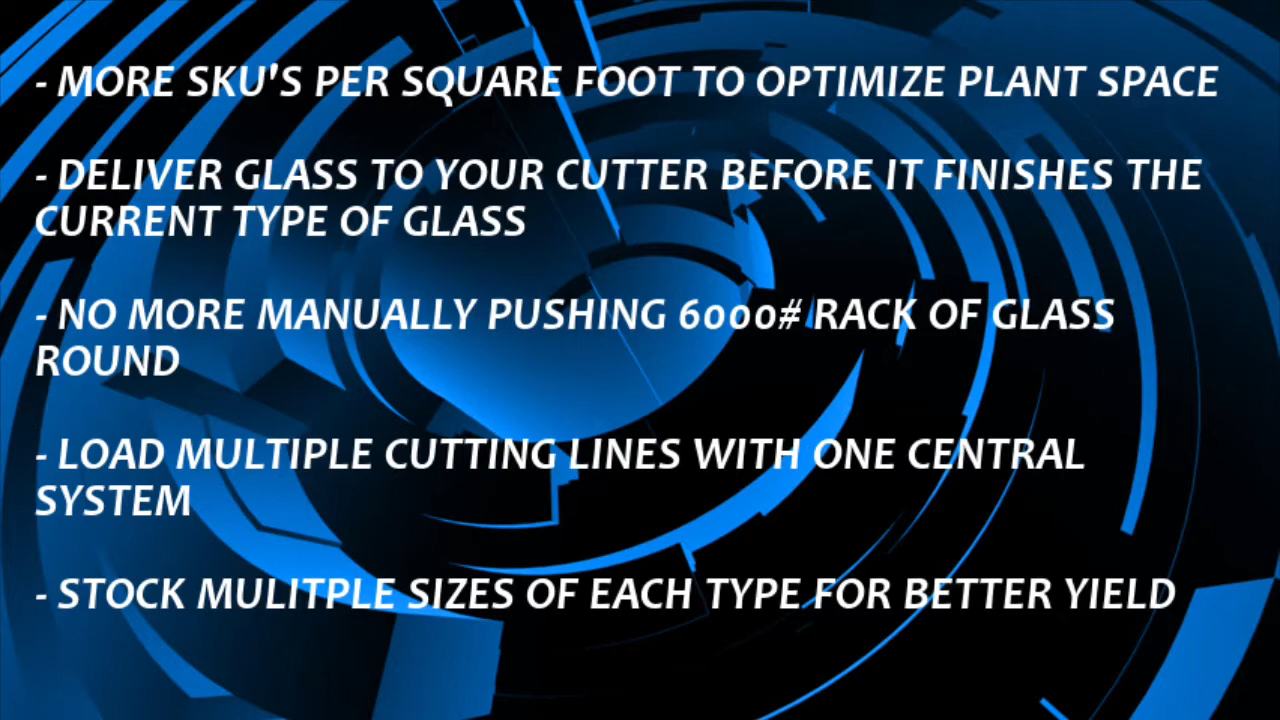 - MORE SKU'S PER SQUARE FOOT TO OPTIMIZE PLANT SPACE
- DELIVER GLASS TO YOUR CUTTER BEFORE IT FINISHES THE
CURRENT TYPE OF GLASS
- NO MORE MANUALLY PUSHING 6000# RACK OF GLASS
ROUND
- LOAD MULTIPLE CUTTING LINES WITH ONE CENTRAL
SYSTEM
- STOCK MULITPLE SIZES OF EACH TYPE FOR BETTER YIELD